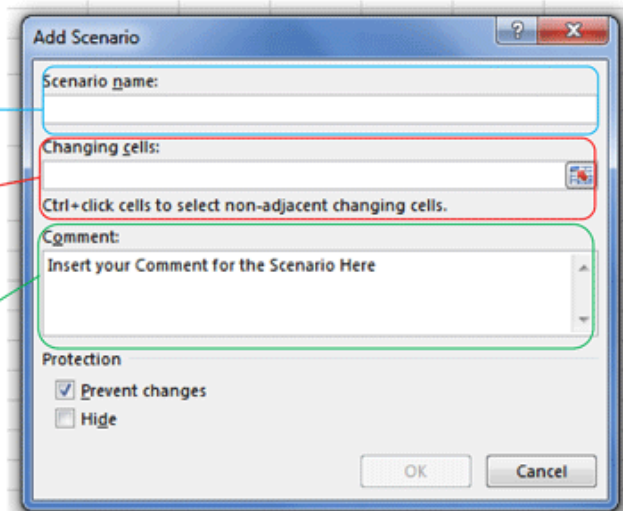 Add Scenario
?
Scenario name:
Changing cells:
Ctrl+click cells to select non-adjacent changing cells.
Comment:
Insert your Comment for the Scenario Here
Protection
Prevent changes
Hide
OK Cancel